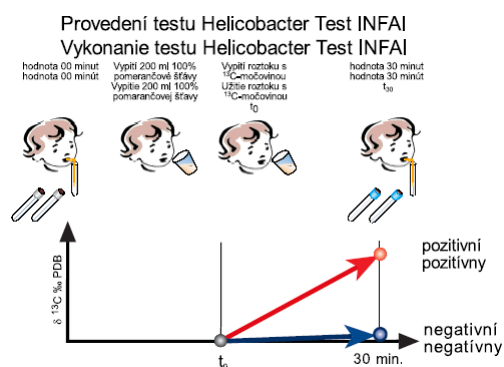 Provedení testu Helicobacter Test INFAI
Vykonanie testu Helicobacter Test INFAI
hodnota 00 minut
hodnota 00 minút
Vypití 200 ml 100%
pomerančové šťávy
Vypitie 200 ml 100%
pomarančovej šťavy
Vypití roztoku s
¹³C-močovinou
Užitie roztoku s
¹³C-močovinou
t₀
hodnota 30 minut
hodnota 30 minút
t₃₀
δ ¹³C ‰ PDB
pozitivní
pozitívny
negativní
negatívny
t₀
30 min.